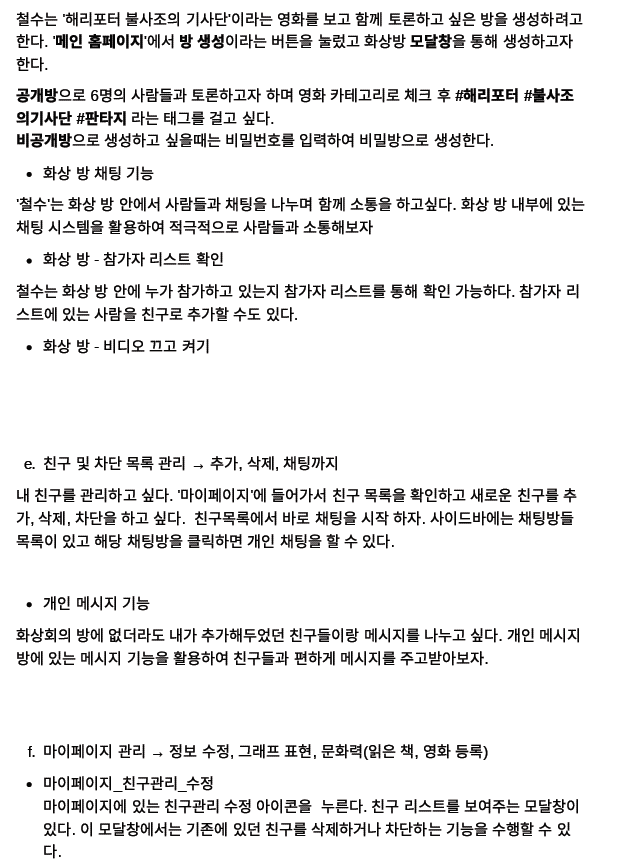 철수는 '해리포터 불사조의 기사단'이라는 영화를 보고 함께 토론하고 싶은 방을 생성하려고
한다. '메인 홈페이지'에서 방 생성이라는 버튼을 눌렀고 화상방 모달창을 통해 생성하고자
한다.
공개방으로 6명의 사람들과 토론하고자 하며 영화 카테고리로 체크 후 #해리포터 #불사조
의기사단 #판타지 라는 태그를 걸고 싶다.
비공개방으로 생성하고 싶을때는 비밀번호를 입력하여 비밀방으로 생성한다.
• 화상 방 채팅 기능
'철수'는 화상 방 안에서 사람들과 채팅을 나누며 함께 소통을 하고싶다. 화상 방 내부에 있는
채팅 시스템을 활용하여 적극적으로 사람들과 소통해보자
• 화상 방 - 참가자 리스트 확인
철수는 화상 방 안에 누가 참가하고 있는지 참가자 리스트를 통해 확인 가능하다. 참가자 리
스트에 있는 사람을 친구로 추가할 수도 있다.
• 화상 방 - 비디오 끄고 켜기
e. 친구 및 차단 목록 관리 → 추가, 삭제, 채팅까지
내 친구를 관리하고 싶다. '마이페이지'에 들어가서 친구 목록을 확인하고 새로운 친구를 추
가, 삭제, 차단을 하고 싶다. 친구목록에서 바로 채팅을 시작 하자. 사이드바에는 채팅방들
목록이 있고 해당 채팅방을 클릭하면 개인 채팅을 할 수 있다.
• 개인 메시지 기능
화상회의 방에 없더라도 내가 추가해두었던 친구들이랑 메시지를 나누고 싶다. 개인 메시지
방에 있는 메시지 기능을 활용하여 친구들과 편하게 메시지를 주고받아보자.
f. 마이페이지 관리 → 정보 수정, 그래프 표현, 문화력(읽은 책, 영화 등록)
• 마이페이지_친구관리_수정
마이페이지에 있는 친구관리 수정 아이콘을 누른다. 친구 리스트를 보여주는 모달창이
있다. 이 모달창에서는 기존에 있던 친구를 삭제하거나 차단하는 기능을 수행할 수 있
다.